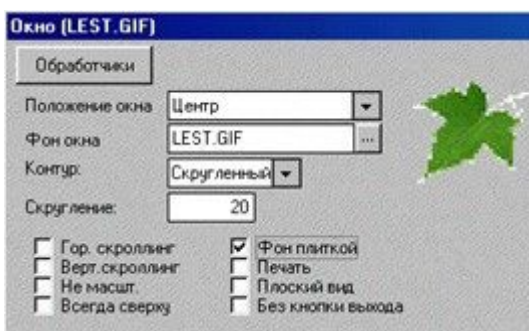 Окно (LEST.GIF)
Обработчики
Положение окна Центр
Фон окна LEST.GIF ...
Контур: Скругленный
Скругление: 20
Гор. скроллинг Фон плиткой
Верт.скроллинг Печать
Не масшт. Плоский вид
Всегда сверху Без кнопки выхода